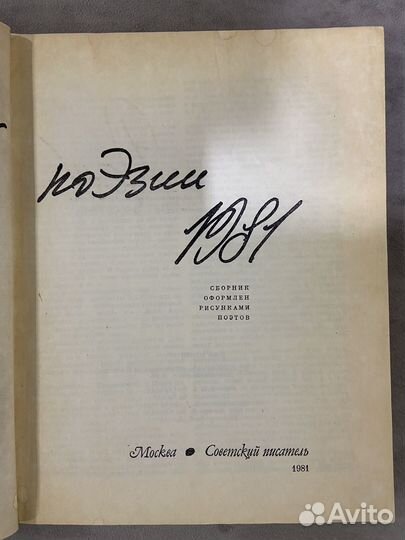 поэзии
1981
СБОРНИК
ОФОРМЛЕН
РИСУНКАМИ
ПОЭТОВ
Москва • Советский писатель
1981
Avito